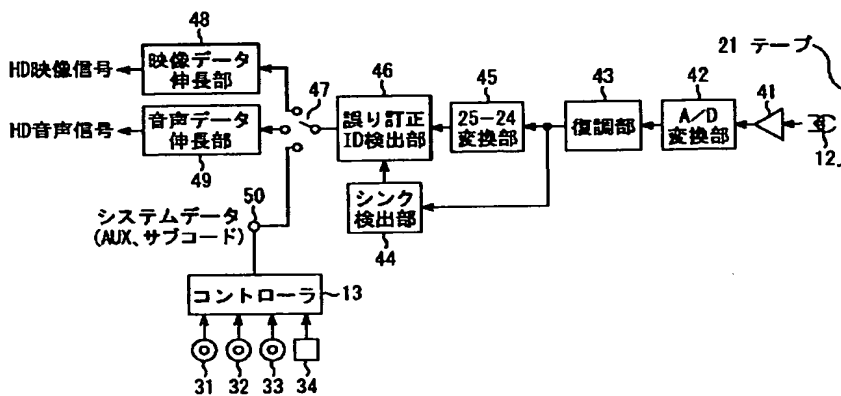 48
HD映像信号
映像データ
伸長部
47
46
誤り訂正
ID検出部
45
25-24
変換部
43
復調部
42
A/D
変換部
41
21 テープ
12
HD音声信号
音声データ
伸長部
49
シンク
検出部
44
システムデータ
(AUX、サブコード)
50
コントローラ
13
31
32
33
34